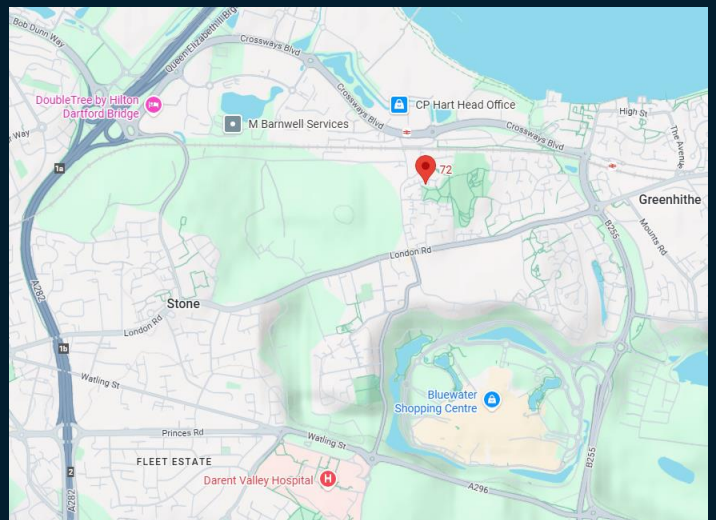 Bob Dunn Way
Queen Elizabeth II Brg
Crossways Blvd
DoubleTree by Hilton
Dartford Bridge
M Barnwell Services
Crossways Blvd
CP Hart Head Office
Crossways Blvd
High St
The Avenue
s Way
1a
72
Greenhithe
B255
Mounts Rd
London Rd
A282
Stone
London Rd
1b
Watling St
Bluewater
Shopping Centre
Princes Rd
Watling St
FLEET ESTATE
Darent Valley Hospital
H
A296
B255
2
A282